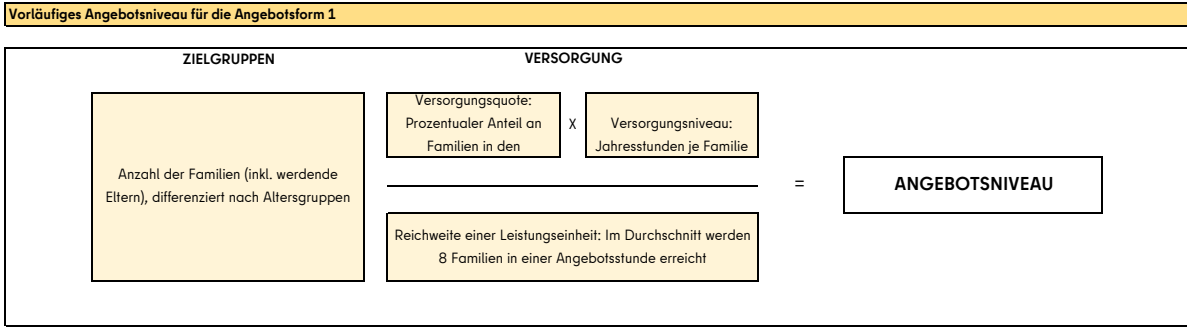 Vorläufiges Angebotsniveau für die Angebotsform 1
ZIELGRUPPEN
VERSORGUNG
Anzahl der Familien (inkl. werdende
Eltern), differenziert nach Altersgruppen
Versorgungsquote:
Prozentualer Anteil an
Familien in den
X
Versorgungsniveau:
Jahresstunden je Familie
Reichweite einer Leistungseinheit: Im Durchschnitt werden
8 Familien in einer Angebotsstunde erreicht
=
ANGEBOTSNIVEAU